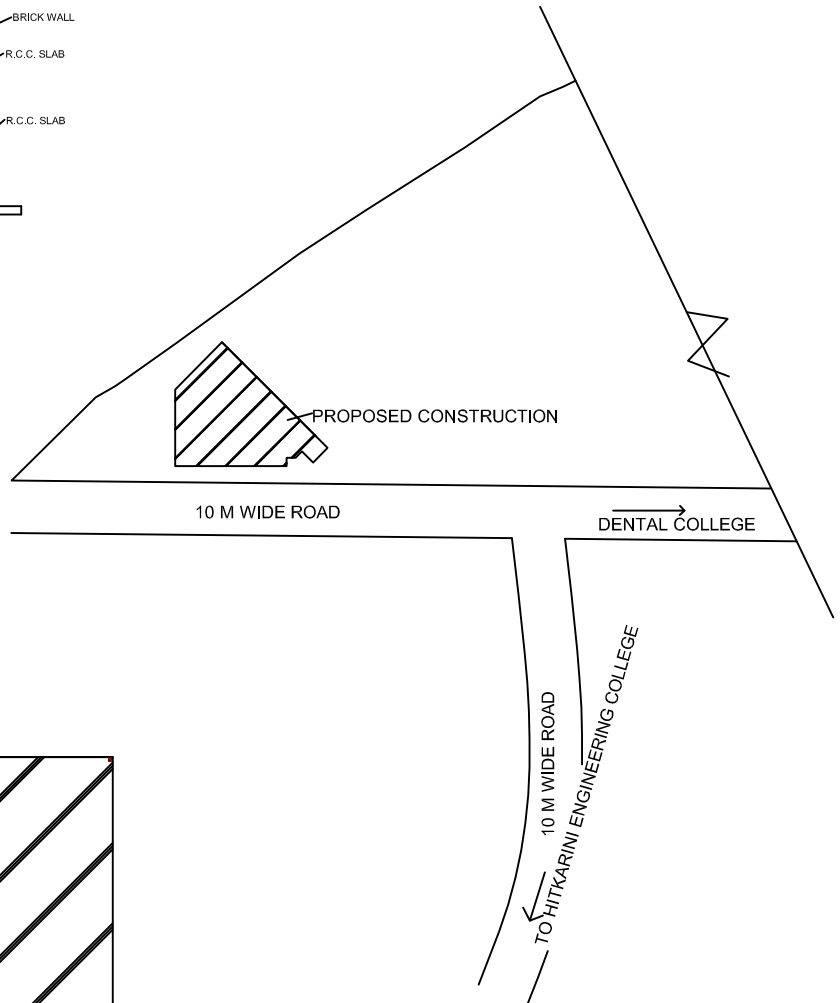 BRICK WALL
R.C.C. SLAB
R.C.C. SLAB
PROPOSED CONSTRUCTION
10 M WIDE ROAD
DENTAL COLLEGE
10 M WIDE ROAD
TO HITKARINI ENGINEERING COLLEGE